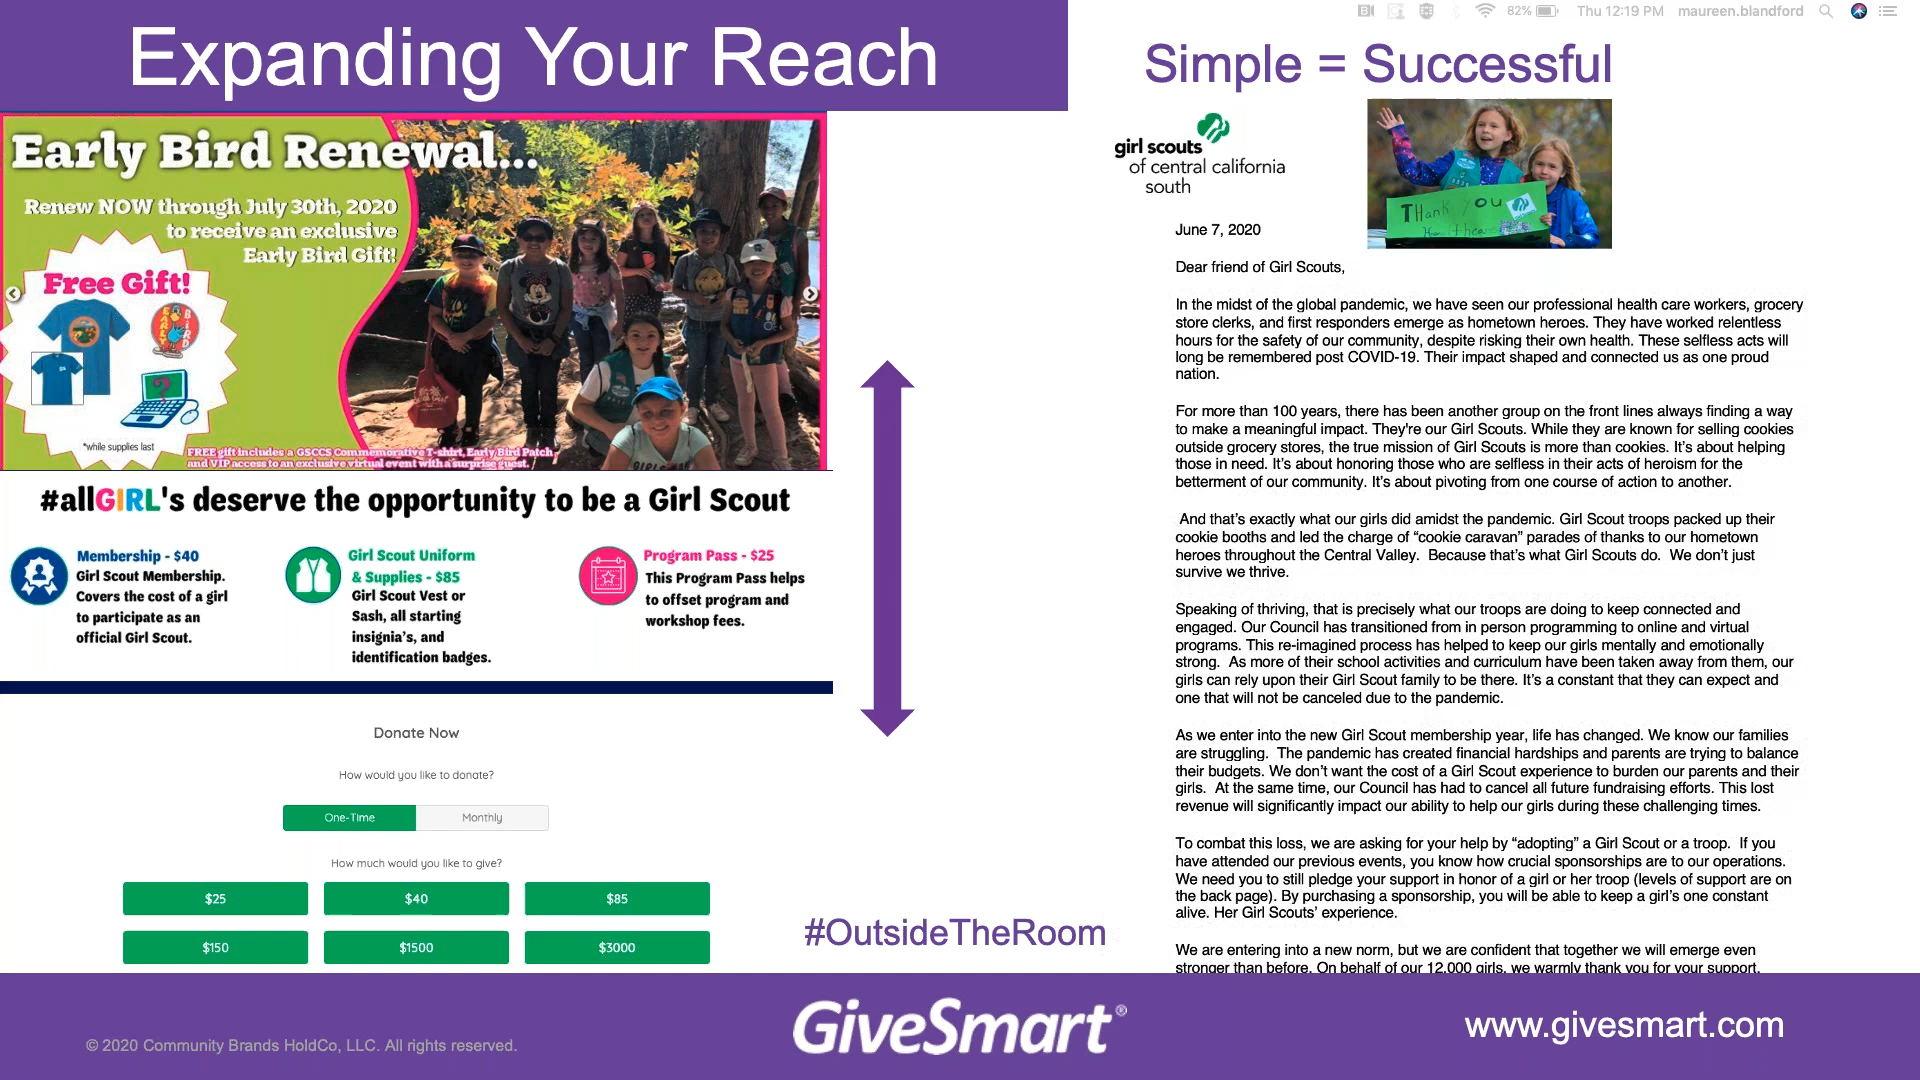 Expanding Your Reach
82%
Thu 12:19 PM
maureen.blandford
Simple = Successful
Early Bird Renewal...
Renew NOW through July 30th, 2020
to receive an exclusive
Early Bird Gift!
Free Gift!
EARLY BIRD
*while supplies last
FREE gift includes a GSCCS Commemorative T-shirt, Early Bird Patch
and VIP access to an exclusive virtual event with a surprise guest.
#allGIRL's deserve the opportunity to be a Girl Scout
Membership - $40
Girl Scout Membership.
Covers the cost of a girl
to participate as an
official Girl Scout.
Girl Scout Uniform
& Supplies - $85
Girl Scout Vest or
Sash, all starting
insignia's, and
identification badges.
Program Pass - $25
This Program Pass helps
to offset program and
workshop fees.
Donate Now
How would you like to donate?
One-Time
Monthly
How much would you like to give?
$25
$40
$85
$150
$1500
$3000
#OutsideTheRoom
girl scouts
of central california
south
THank you
June 7, 2020
Dear friend of Girl Scouts,
In the midst of the global pandemic, we have seen our professional health care workers, grocery
store clerks, and first responders emerge as hometown heroes. They have worked relentless
hours for the safety of our community, despite risking their own health. These selfless acts will
long be remembered post COVID-19. Their impact shaped and connected us as one proud
nation.
For more than 100 years, there has been another group on the front lines always finding a way
to make a meaningful impact. They're our Girl Scouts. While they are known for selling cookies
outside grocery stores, the true mission of Girl Scouts is more than cookies. It's about helping
those in need. It's about honoring those who are selfless in their acts of heroism for the
betterment of our community. It's about pivoting from one course of action to another.
And that's exactly what our girls did amidst the pandemic. Girl Scout troops packed up their
cookie booths and led the charge of “cookie caravan” parades of thanks to our hometown
heroes throughout the Central Valley. Because that's what Girl Scouts do. We don't just
survive we thrive.
Speaking of thriving, that is precisely what our troops are doing to keep connected and
engaged. Our Council has transitioned from in person programming to online and virtual
programs. This re-imagined process has helped to keep our girls mentally and emotionally
strong. As more of their school activities and curriculum have been taken away from them, our
girls can rely upon their Girl Scout family to be there. It's a constant that they can expect and
one that will not be canceled due to the pandemic.
As we enter into the new Girl Scout membership year, life has changed. We know our families
are struggling. The pandemic has created financial hardships and parents are trying to balance
their budgets. We don't want the cost of a Girl Scout experience to burden our parents and their
girls. At the same time, our Council has had to cancel all future fundraising efforts. This lost
revenue will significantly impact our ability to help our girls during these challenging times.
To combat this loss, we are asking for your help by “adopting” a Girl Scout or a troop. If you
have attended our previous events, you know how crucial sponsorships are to our operations.
We need you to still pledge your support in honor of a girl or her troop (levels of support are on
the back page). By purchasing a sponsorship, you will be able to keep a girl's one constant
alive. Her Girl Scouts' experience.
We are entering into a new norm, but we are confident that together we will emerge even
stronger than before. On behalf of our 12,000 girls, we warmly thank you for your support.
© 2020 Community Brands HoldCo, LLC. All rights reserved.
GiveSmart®
www.givesmart.com